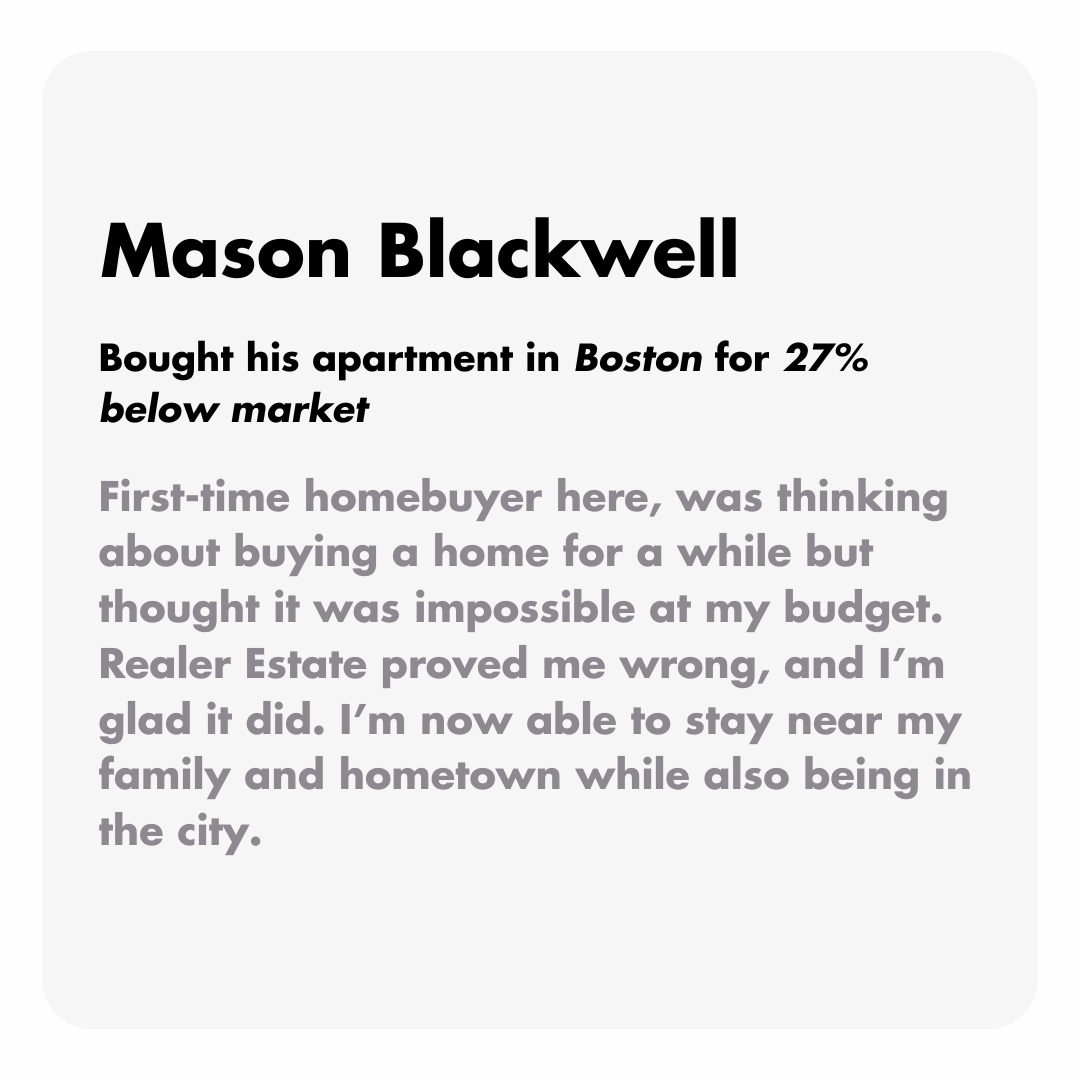 Mason Blackwell
Bought his apartment in Boston for 27%
below market
First-time homebuyer here, was thinking
about buying a home for a while but
thought it was impossible at my budget.
Realer Estate proved me wrong, and I’m
glad it did. I’m now able to stay near my
family and hometown while also being in
the city.